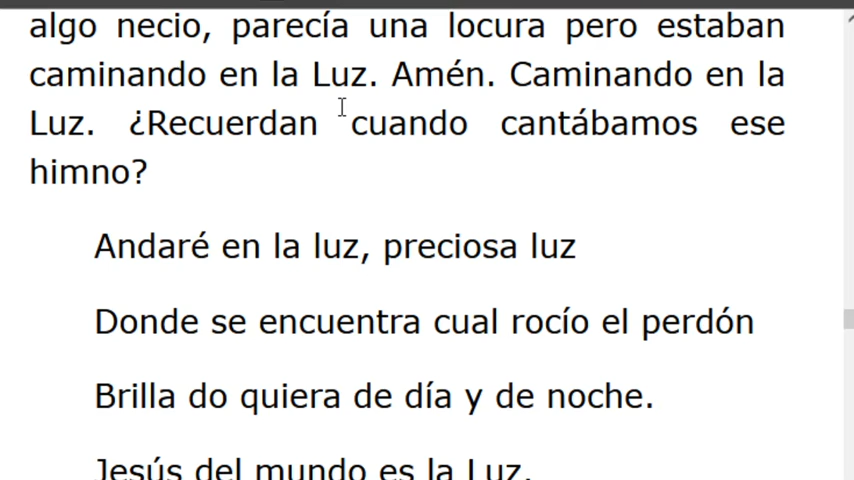 algo necio, parecía una locura pero estaban
caminando en la Luz. Amén. Caminando en la
Luz. ¿Recuerdan cuando cantábamos ese
himno?
Andaré en la luz, preciosa luz
Donde se encuentra cual rocío el perdón
Brilla do quiera de día y de noche.
Jesús del mundo es la Luz.